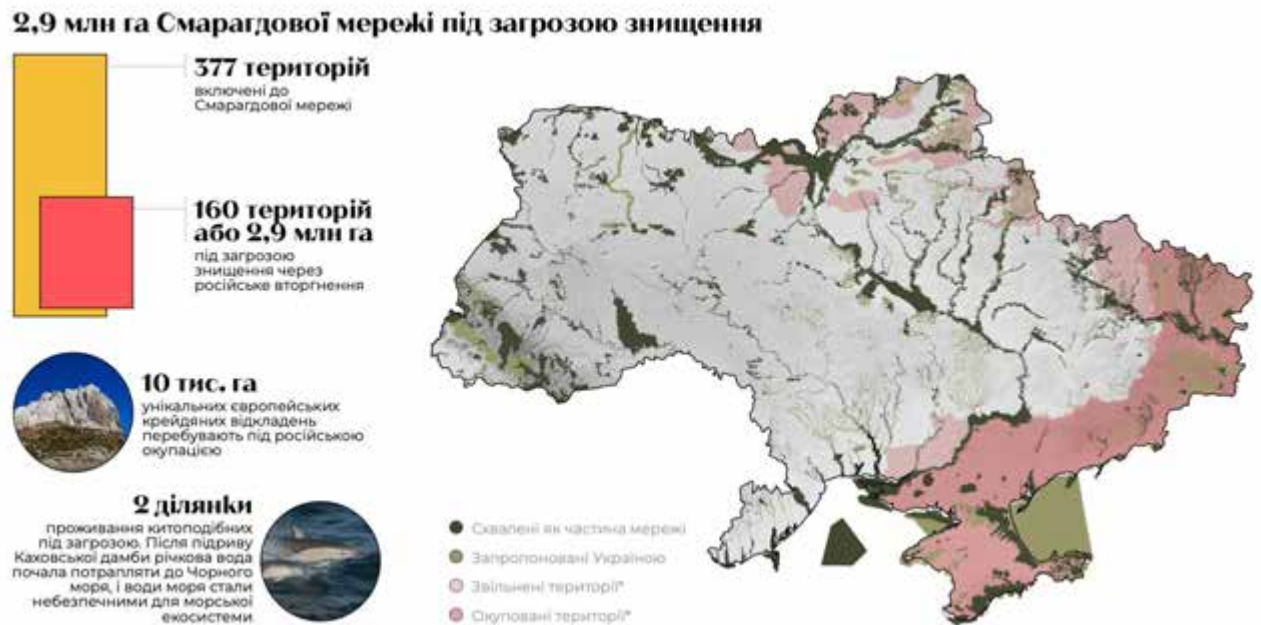 2,9 млн га Смарагдової мережі під загрозою знищення
377 територій
включені до
Смарагдової мережі
160 територій
або 2,9 млн га
під загрозою
знищення через
російське вторгнення
10 тис. га
унікальних європейських
крейдяних відкладень
перебувають під російською
окупацією
2 ділянки
проживання китоподібних
під загрозою. Після підриву
Каховської дамби річкова вода
почала потрапляти до Чорного
моря, і води моря стали
небезпечними для морської
екосистеми
Схвалені як частина мережі
Запропоновані Україною
Звільнені території*
Окуповані території*